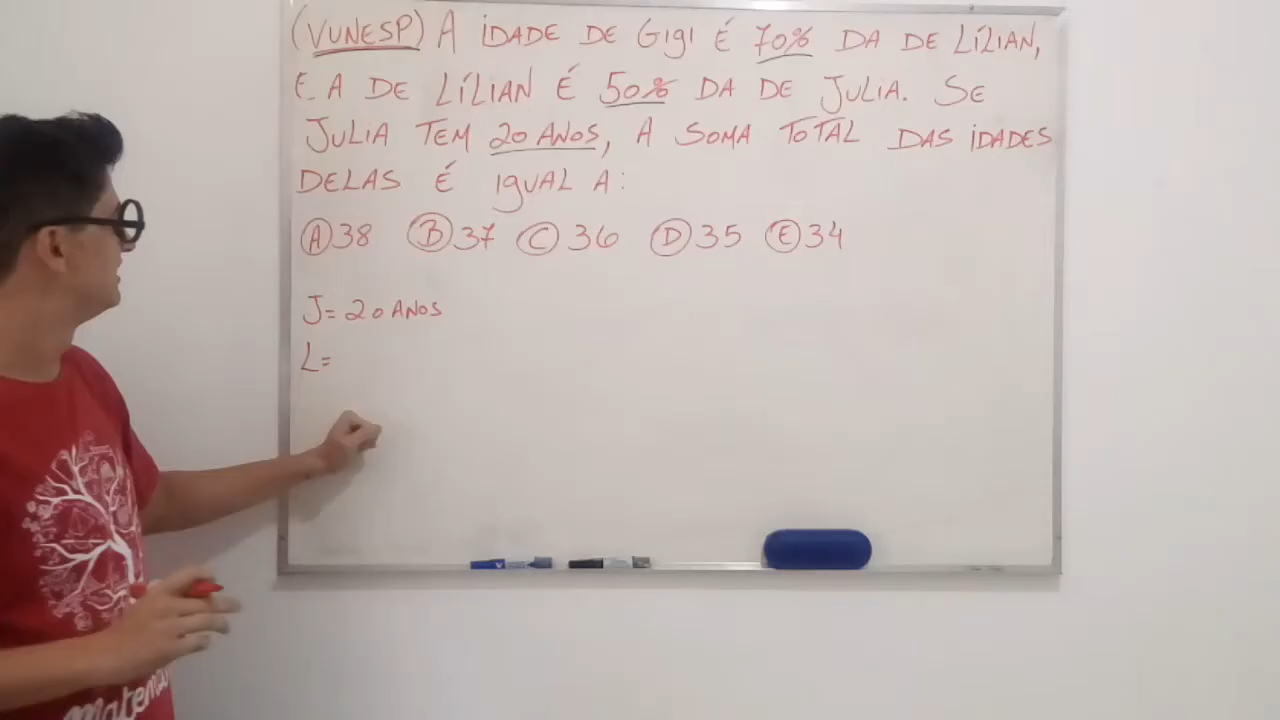 (VUNESP) A IDADE DE GIGI É 70% DA DE LÍLIAN,
E A DE LÍLIAN É 50% DA DE JULIA. SE
JULIA TEM 20 ANOS, A SOMA TOTAL DAS IDADES
DELAS É IGUAL A:
A 38 B 37 C 36 D 35 E 34
J= 20 ANOS
L=